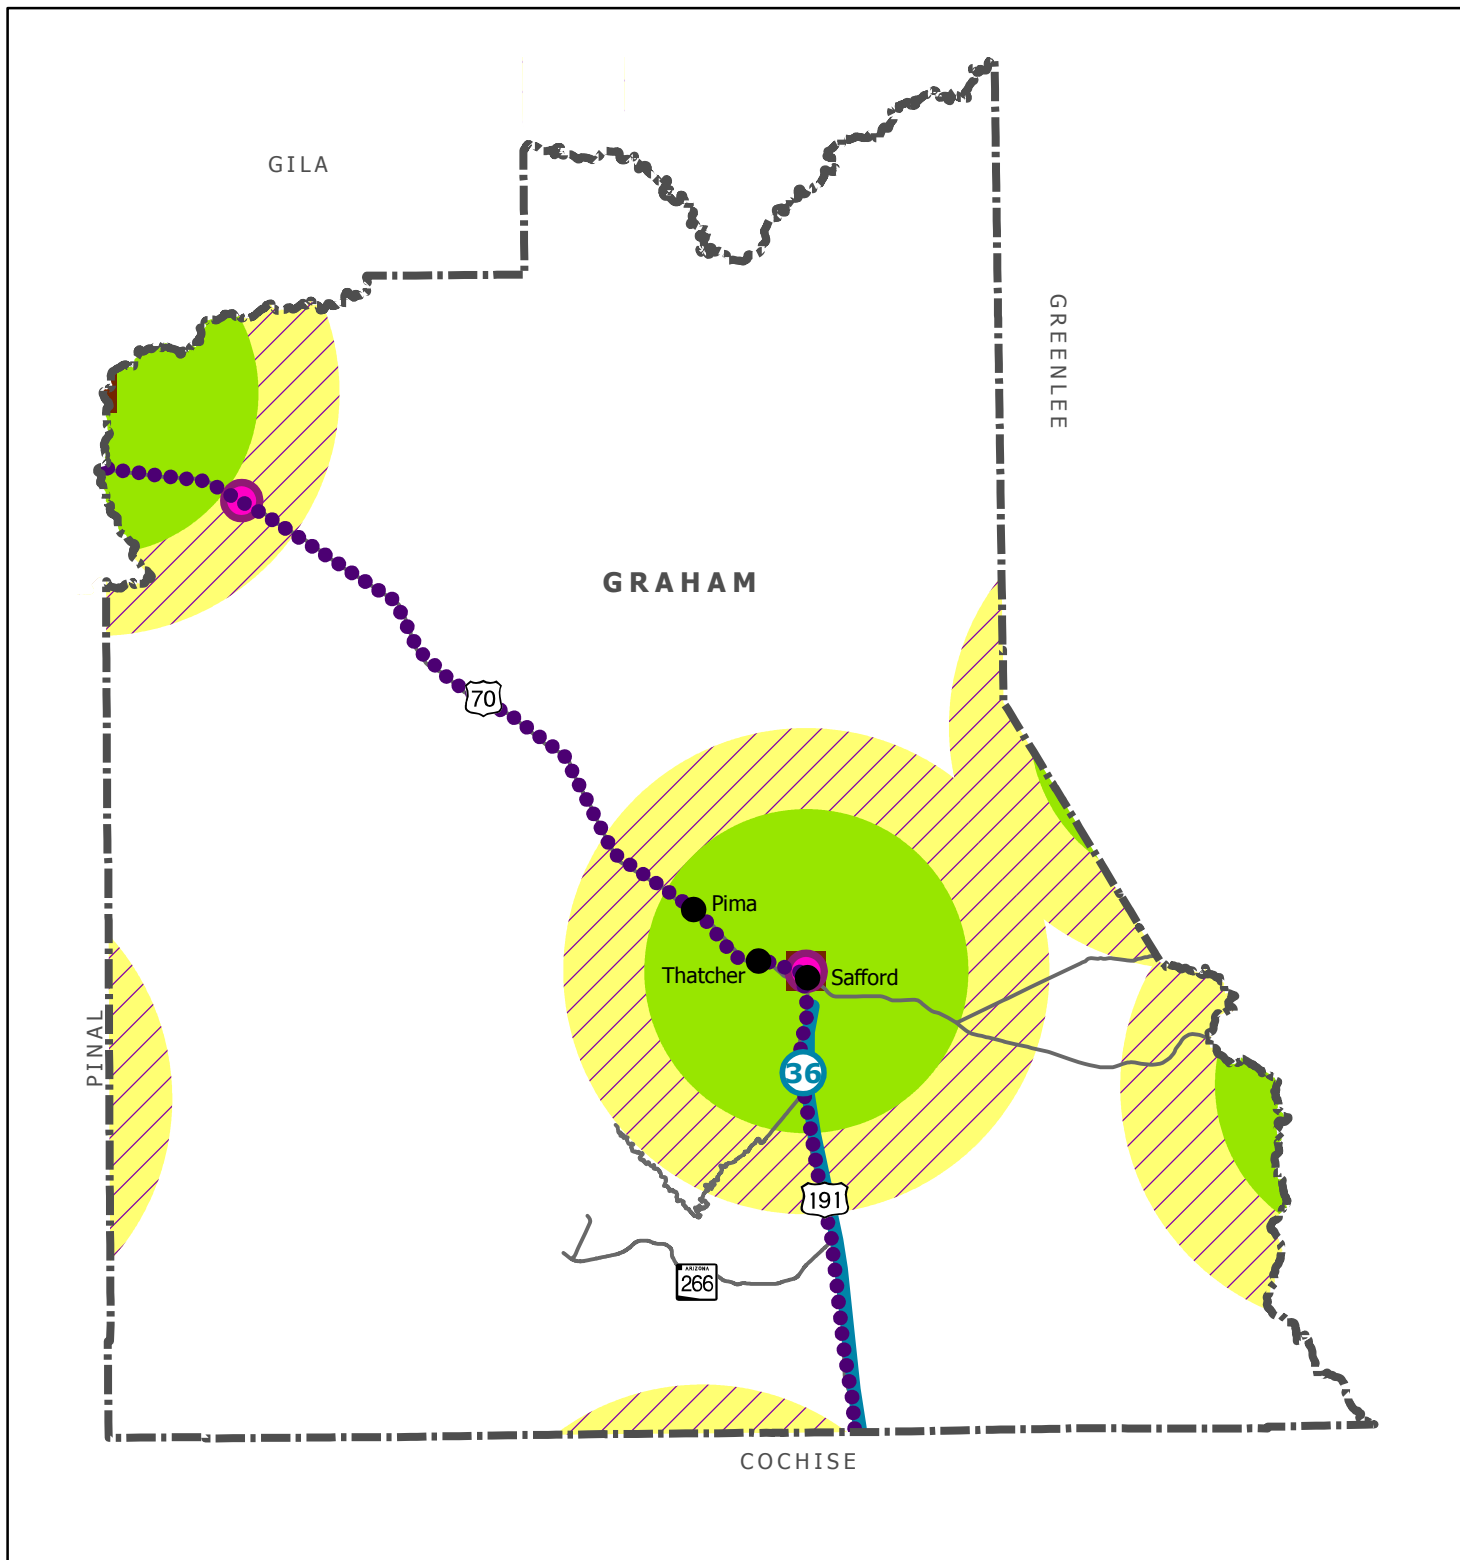 GILA
GREENLEE
GRAHAM
70
Pima
Thatcher
Safford
PINAL
36
191
ARIZONA
266
COCHISE